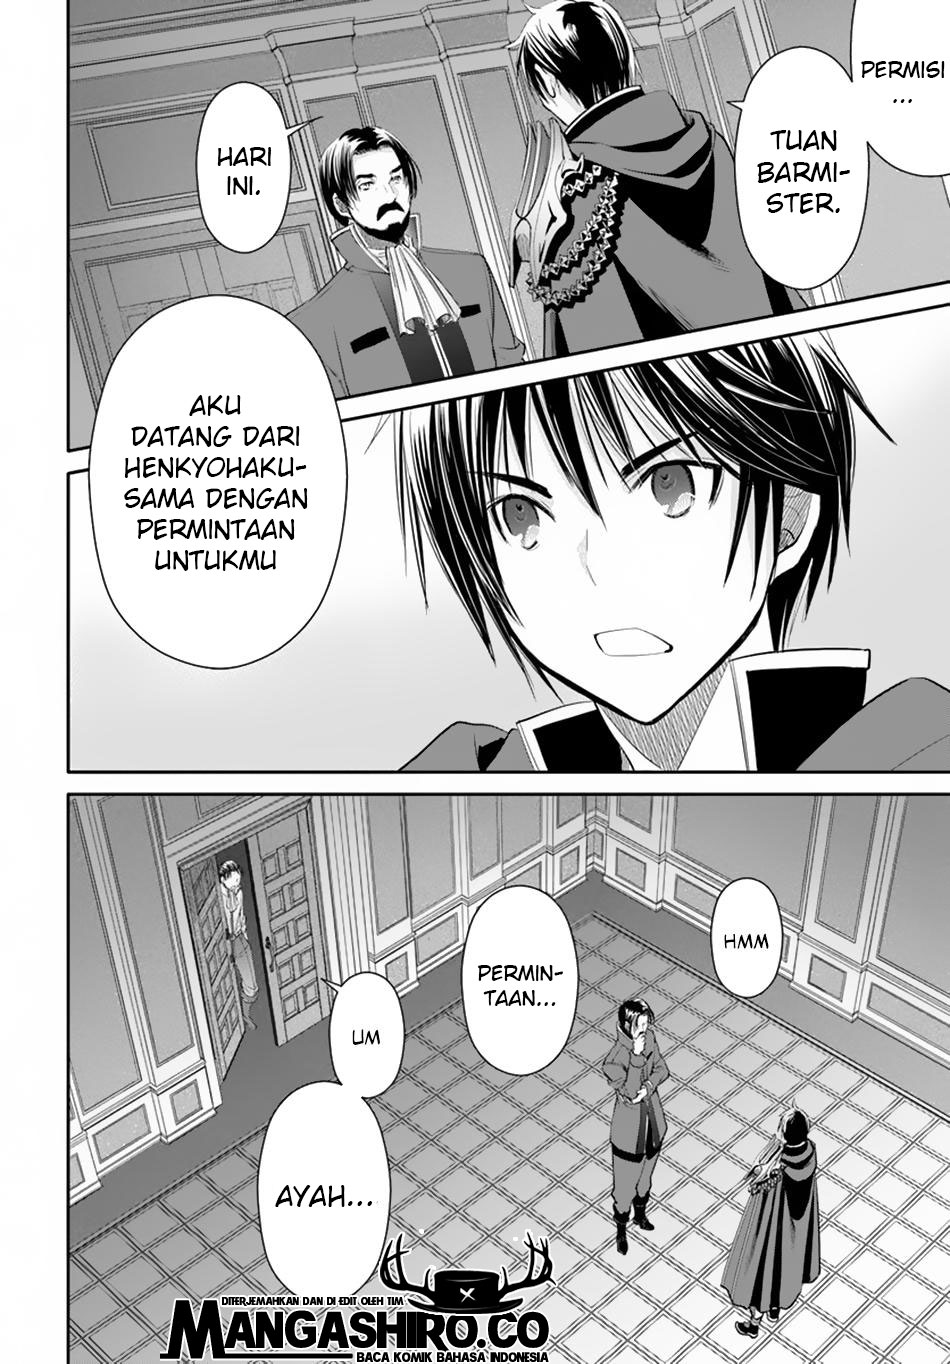 PERMISI
...
TUAN
BARMI-
STER.
HARI
INI.
AKU
DATANG DARI
HENKYOHAKU-
SAMA DENGAN
PERMINTAAN
UNTUKMU
HMM
PERMIN-
TAAN...
UM
AYAH...
DITERJEMAHKAN DAN DI EDIT OLEH TIM
MANGASHIRO.CO
BACA KOMIK BAHASA INDONESIA